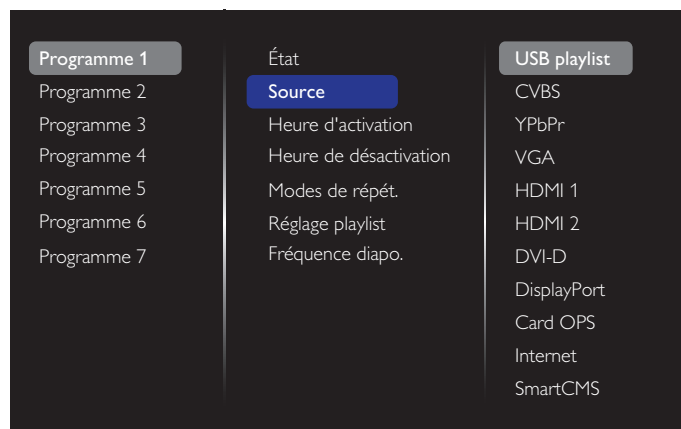 Programme 1
Programme 2
Programme 3
Programme 4
Programme 5
Programme 6
Programme 7
État
Source
Heure d'activation
Heure de désactivation
Modes de répét.
Réglage playlist
Fréquence diapo.
USB playlist
CVBS
YPbPr
VGA
HDMI 1
HDMI 2
DVI-D
DisplayPort
Card OPS
Internet
SmartCMS